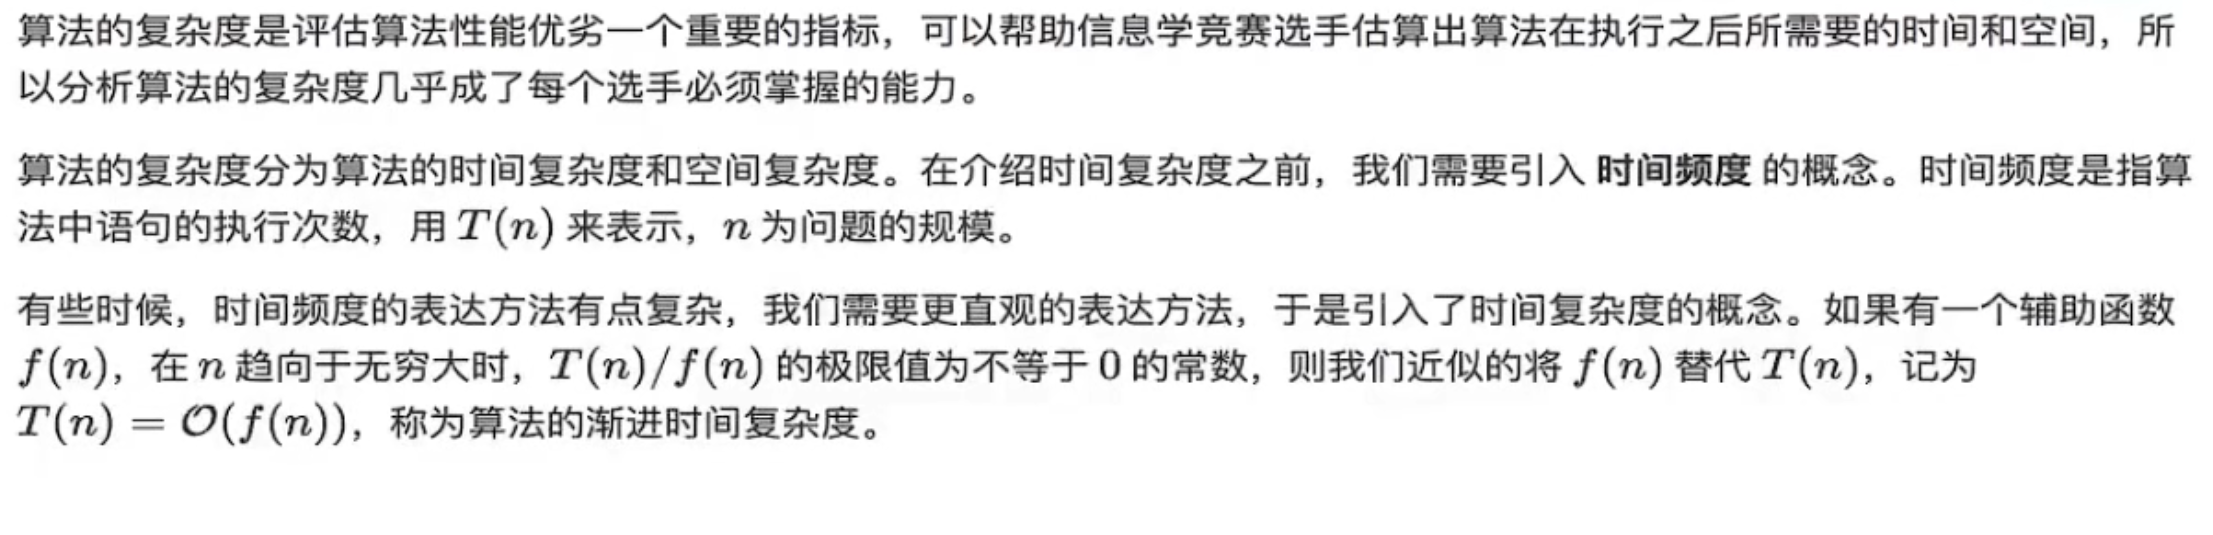 算法的复杂度是评估算法性能优劣一个重要的指标，可以帮助信息学竞赛选手估算出算法在执行之后所需要的时间和空间，所
以分析算法的复杂度几乎成了每个选手必须掌握的能力。
算法的复杂度分为算法的时间复杂度和空间复杂度。在介绍时间复杂度之前，我们需要引入 时间频度 的概念。时间频度是指算
法中语句的执行次数，用 T(n) 来表示，n 为问题的规模。
有些时候，时间频度的表达方法有点复杂，我们需要更直观的表达方法，于是引入了时间复杂度的概念。如果有一个辅助函数
f(n)，在 n 趋向于无穷大时，T(n)/f(n) 的极限值为不等于 0 的常数，则我们近似的将 f(n) 替代 T(n)，记为
T(n) = O(f(n))，称为算法的渐进时间复杂度。